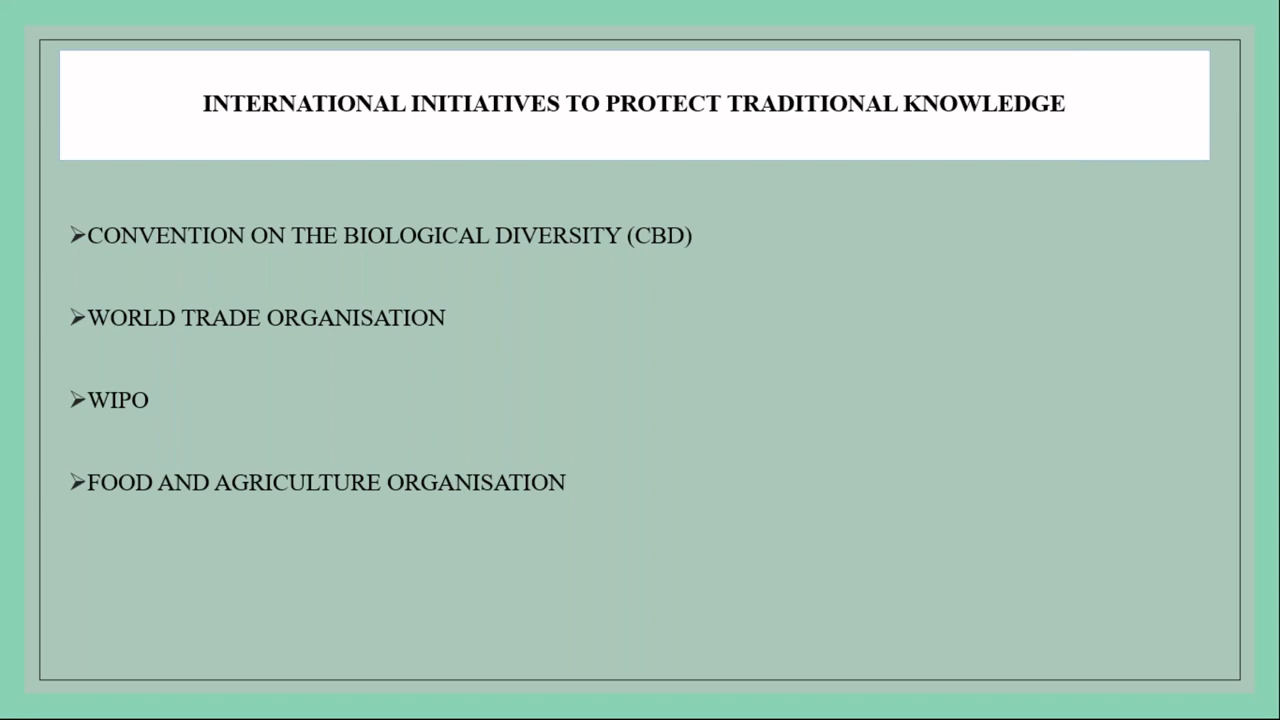 INTERNATIONAL INITIATIVES TO PROTECT TRADITIONAL KNOWLEDGE
➢CONVENTION ON THE BIOLOGICAL DIVERSITY (CBD)
➢WORLD TRADE ORGANISATION
➢WIPO
➢FOOD AND AGRICULTURE ORGANISATION